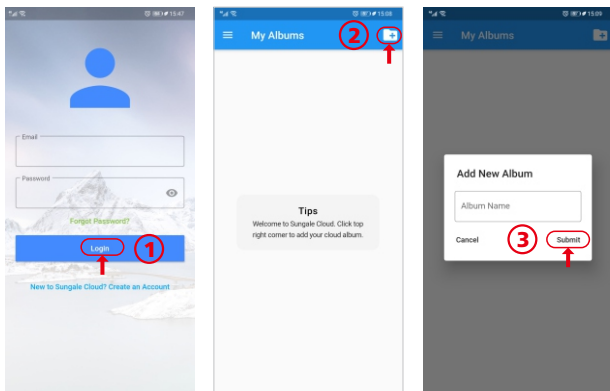 15:47
Email
Password
Forgot Password?
Login
1
New to Sungale Cloud? Create an Account
15:08
My Albums
2
Tips
Welcome to Sungale Cloud. Click top
right corner to add your cloud album.
15:09
My Albums
Add New Album
Album Name
Cancel
3
Submit